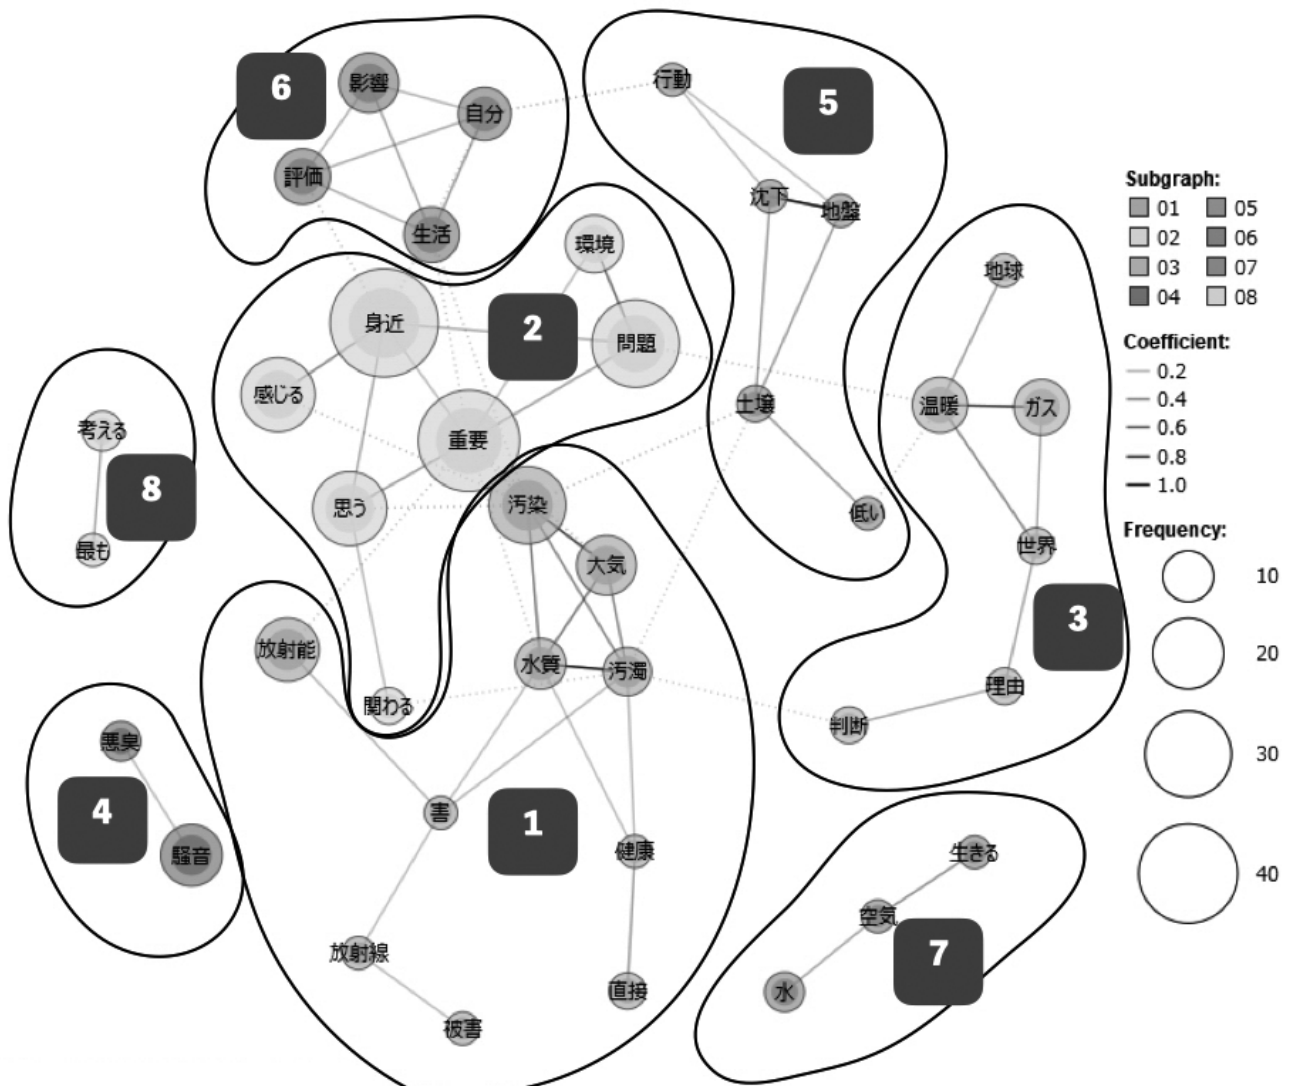 6
影響
自分
評価
生活
行動
5
沈下
地盤
土壌
低い
環境
身近
2
問題
感じる
重要
思う
関わる
地球
温暖
ガス
世界
3
理由
判断
考える
8
最も
汚染
大気
水質
汚濁
放射能
害
1
健康
放射線
直接
被害
悪臭
4
騒音
生きる
空気
7
水
Subgraph:
01 05
02 06
03 07
04 08
Coefficient:
0.2
0.4
0.6
0.8
1.0
Frequency:
10
20
30
40